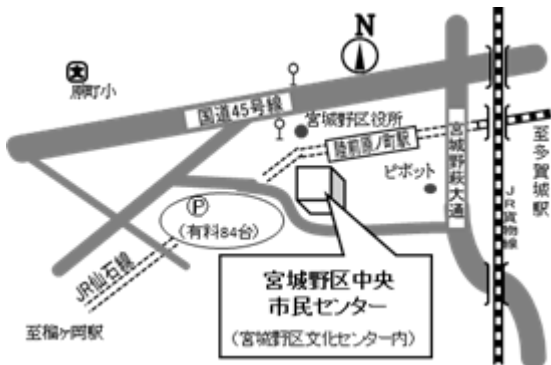 N
原町小
国道45号線
宮城野区役所
陸前原ノ町駅
宮城野萩大通
至多賀城駅
ピボット
JR貨物線
P
(有料84台)
JR仙石線
宮城野区中央
市民センター
(宮城野区文化センター内)
至榴ヶ岡駅